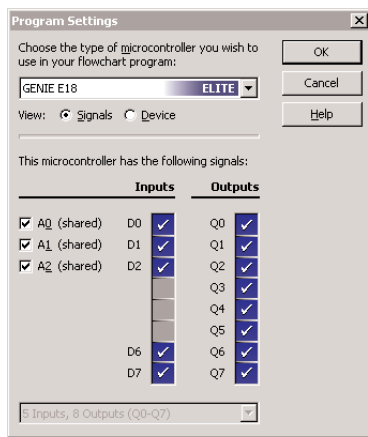 Program Settings
Choose the type of microcontroller you wish to
use in your flowchart program:
OK
GENIE E18 ELITE
Cancel
View: Signals Device
Help
This microcontroller has the following signals:
Inputs Outputs
A0 (shared) D0 Q0
A1 (shared) D1 Q1
A2 (shared) D2 Q2
Q3
Q4
Q5
D6 Q6
D7 Q7
5 Inputs, 8 Outputs (Q0-Q7)